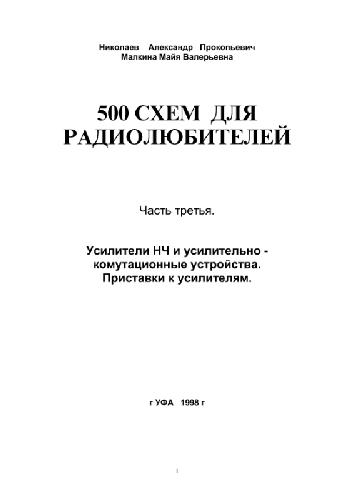 Николаев Александр Прокопьевич
Малкина Майя Валерьевна
500 СХЕМ ДЛЯ
РАДИОЛЮБИТЕЛЕЙ
Часть третья.
Усилители НЧ и усилительно -
комутационные устройства.
Приставки к усилителям.
г УФА 1998 г
1